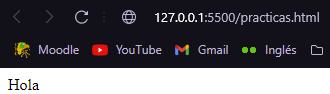 127.0.0.1:5500/practicas.html
Moodle YouTube Gmail Inglés
Hola